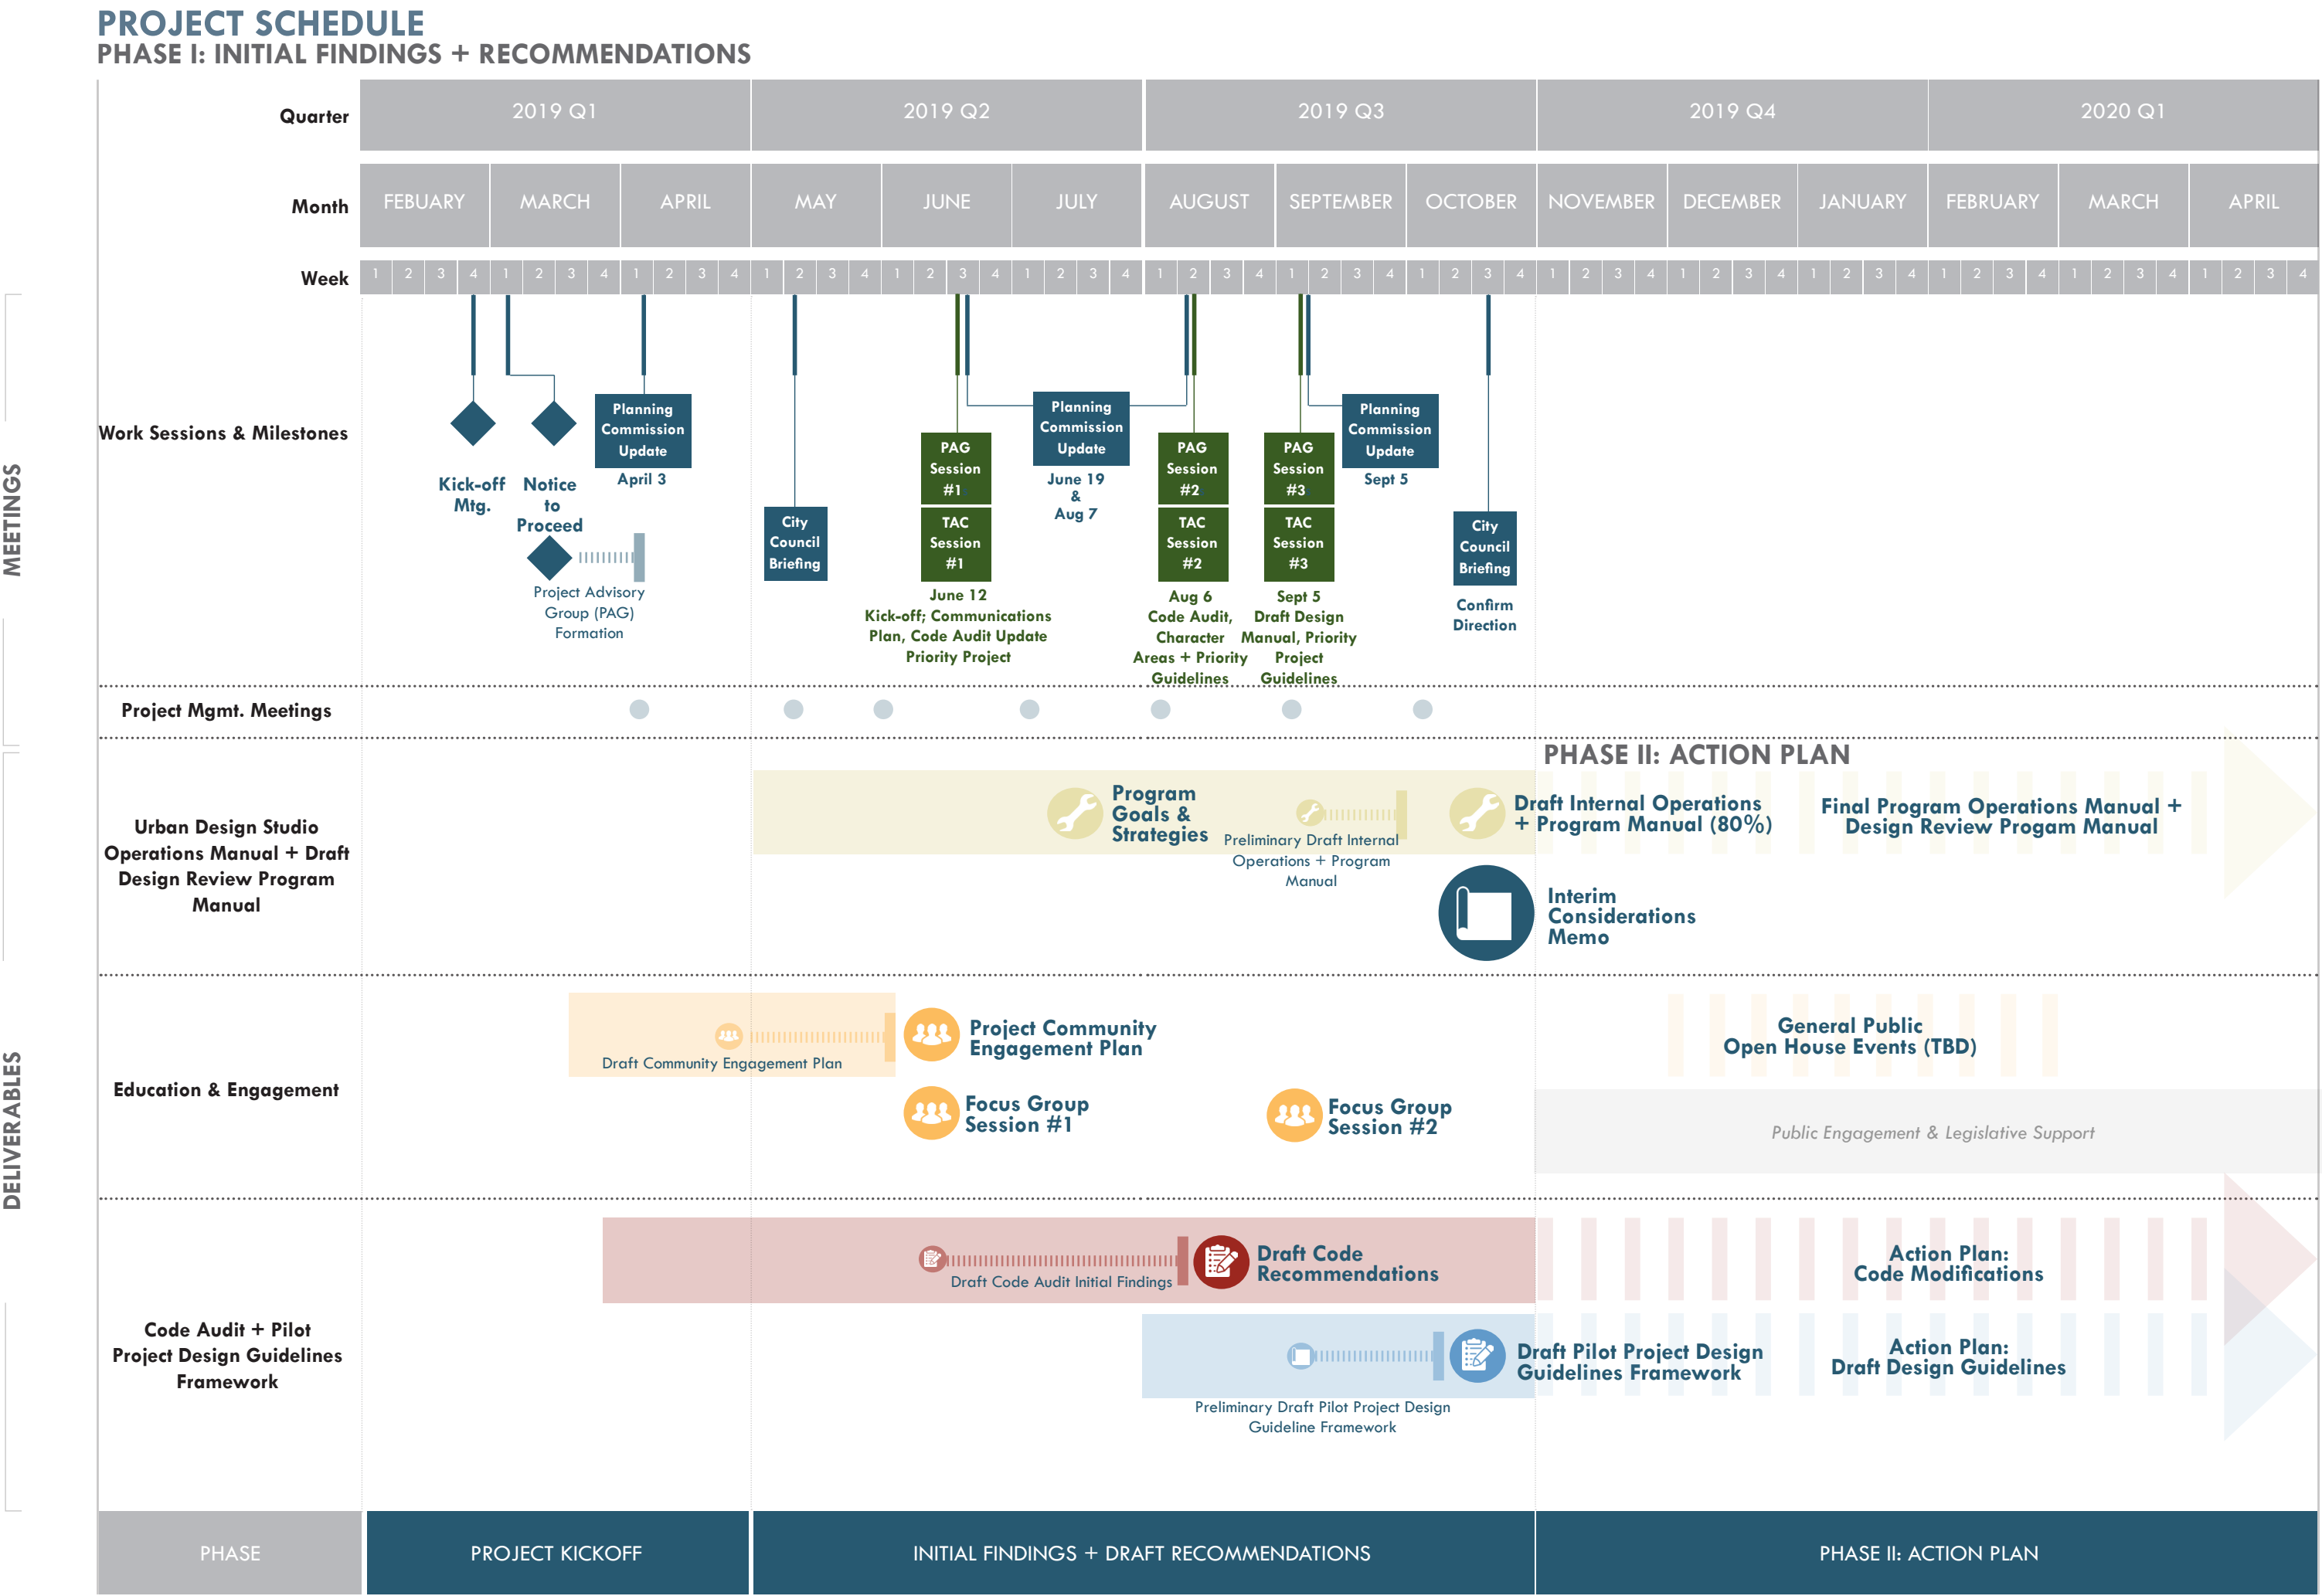 PROJECT SCHEDULE
PHASE I: INITIAL FINDINGS + RECOMMENDATIONS
Quarter
2019 Q1
2019 Q2
2019 Q3
2019 Q4
2020 Q1
Month
FEBUARY
MARCH
APRIL
MAY
JUNE
JULY
AUGUST
SEPTEMBER
OCTOBER
NOVEMBER
DECEMBER
JANUARY
FEBRUARY
MARCH
APRIL
Week
1 2 3 4 1 2 3 4 1 2 3 4 1 2 3 4 1 2 3 4 1 2 3 4 1 2 3 4 1 2 3 4 1 2 3 4 1 2 3 4 1 2 3 4 1 2 3 4 1 2 3 4 1 2 3 4 1 2 3 4
MEETINGS
Work Sessions & Milestones
Kick-off
Mtg.
Notice
to
Proceed
Project Advisory
Group (PAG)
Formation
Planning
Commission
Update
April 3
City
Council
Briefing
PAG
Session
#1
TAC
Session
#1
June 12
Kick-off; Communications
Plan, Code Audit Update
Priority Project
Planning
Commission
Update
June 19
&
Aug 7
PAG
Session
#2
TAC
Session
#2
Aug 6
Code Audit,
Character
Areas + Priority
Guidelines
PAG
Session
#3
TAC
Session
#3
Sept 5
Draft Design
Manual, Priority
Project
Guidelines
Planning
Commission
Update
Sept 5
City
Council
Briefing
Confirm
Direction
Project Mgmt. Meetings
DELIVERABLES
PHASE II: ACTION PLAN
Urban Design Studio
Operations Manual + Draft
Design Review Program
Manual
Program
Goals &
Strategies
Preliminary Draft Internal
Operations + Program
Manual
Draft Internal Operations
+ Program Manual (80%)
Final Program Operations Manual +
Design Review Progam Manual
Interim
Considerations
Memo
Education & Engagement
Draft Community Engagement Plan
Project Community
Engagement Plan
Focus Group
Session #1
Focus Group
Session #2
General Public
Open House Events (TBD)
Public Engagement & Legislative Support
Code Audit + Pilot
Project Design Guidelines
Framework
Draft Code Audit Initial Findings
Draft Code
Recommendations
Action Plan:
Code Modifications
Preliminary Draft Pilot Project Design
Guideline Framework
Draft Pilot Project Design
Guidelines Framework
Action Plan:
Draft Design Guidelines
PHASE
PROJECT KICKOFF
INITIAL FINDINGS + DRAFT RECOMMENDATIONS
PHASE II: ACTION PLAN